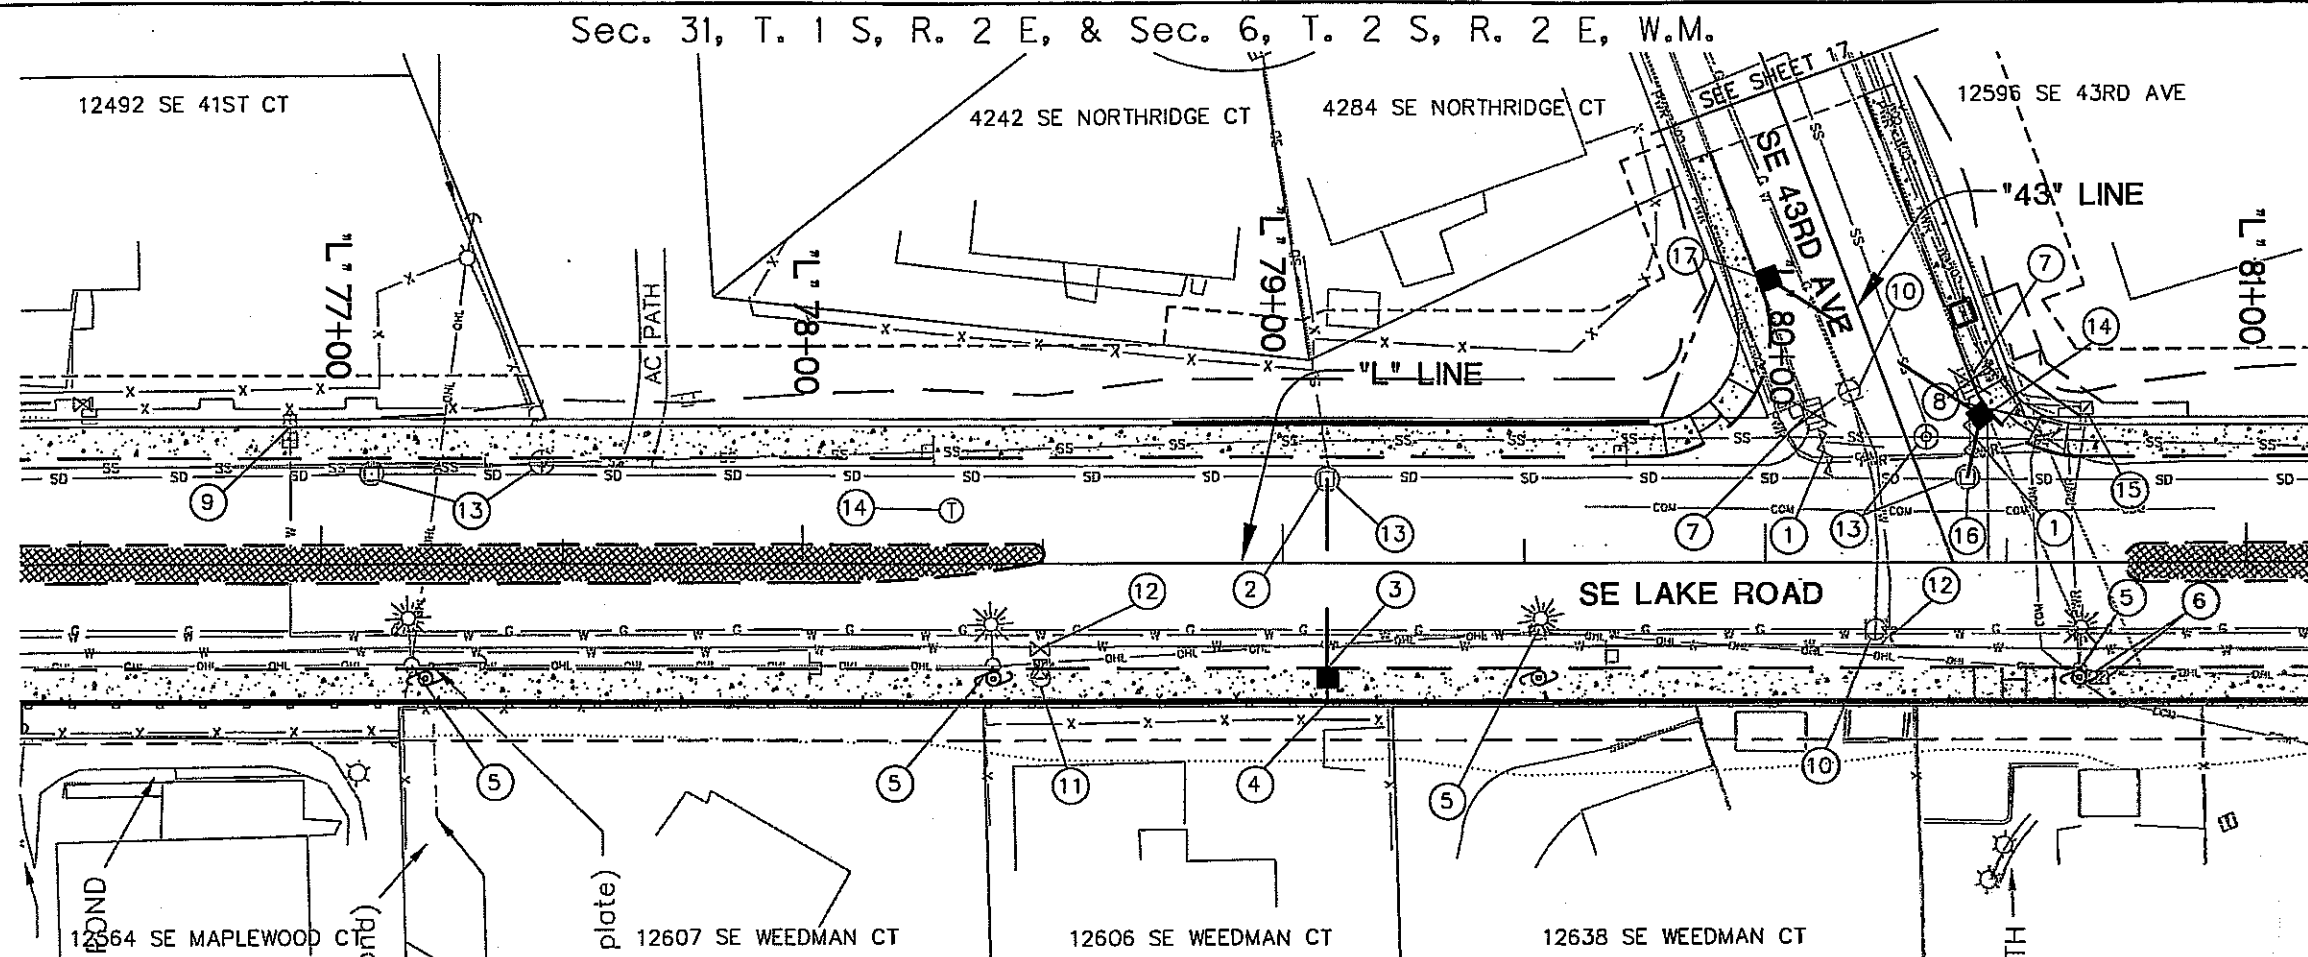 Sec. 31, T. 1 S, R. 2 E, & Sec. 6, T. 2 S, R. 2 E, W.M.
12492 SE 41ST CT
4242 SE NORTHRIDGE CT
4284 SE NORTHRIDGE CT
SEE SHEET 17
12596 SE 43RD AVE
SE 43RD AVE
"43" LINE
"L" 77+00
"L" 78+00
"L" 79+00
"L" 80+00
"L" 81+00
AC PATH
"L" LINE
17
10
7
14
8
9
13
14
T
13
7
1
13
16
1
15
2
3
12
SE LAKE ROAD
12
5
6
5
5
11
4
5
10
POND
12564 SE MAPLEWOOD CT
plate)
12607 SE WEEDMAN CT
12606 SE WEEDMAN CT
12638 SE WEEDMAN CT
TH